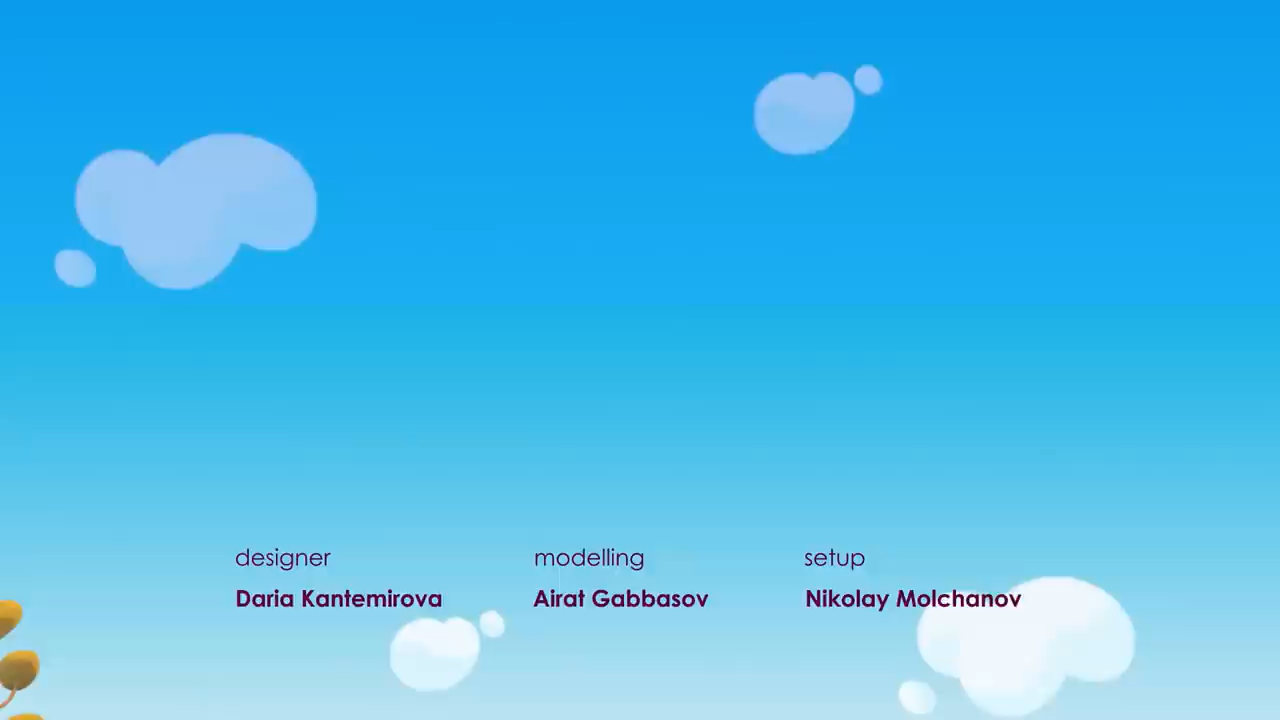 designer modelling setup
Daria Kantemirova Airat Gabbasov Nikolay Molchanov